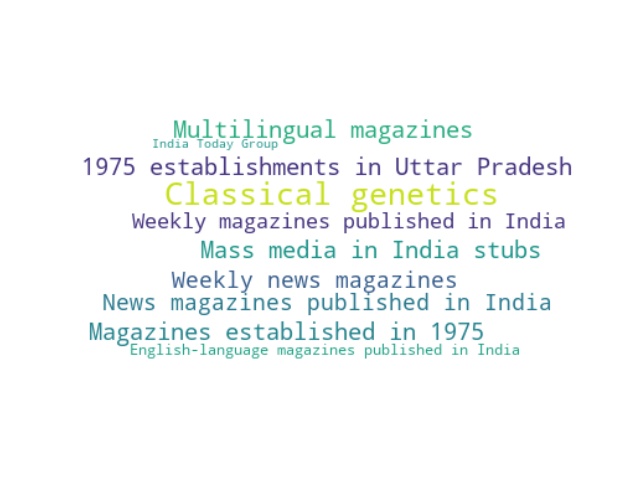 Multilingual magazines
India Today Group
1975 establishments in Uttar Pradesh
Classical genetics
Weekly magazines published in India
Mass media in India stubs
Weekly news magazines
News magazines published in India
Magazines established in 1975
English-language magazines published in India